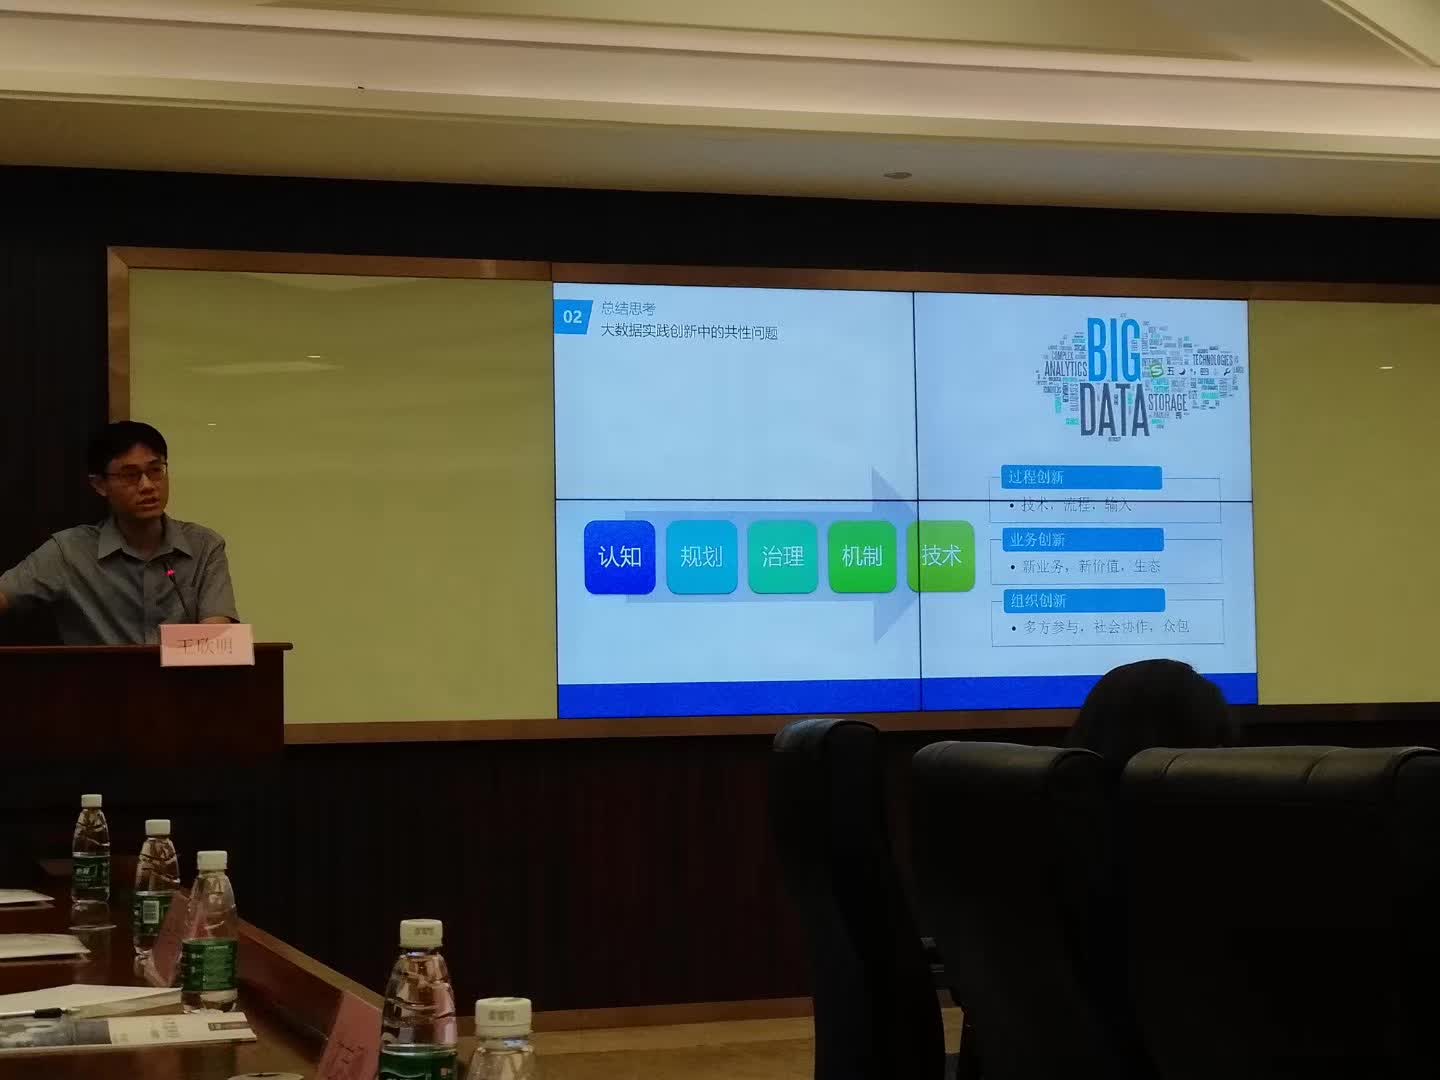 02
总结思考
大数据实践创新中的共性问题
COMPLEX
ANALYTICS
BIG
DATA
TECHNOLOGIES
STORAGE
五
过程创新
• 技术，流程，输入
认知
规划
治理
机制
技术
业务创新
• 新业务，新价值，生态
组织创新
• 多方参与，社会协作，众包
王欣明